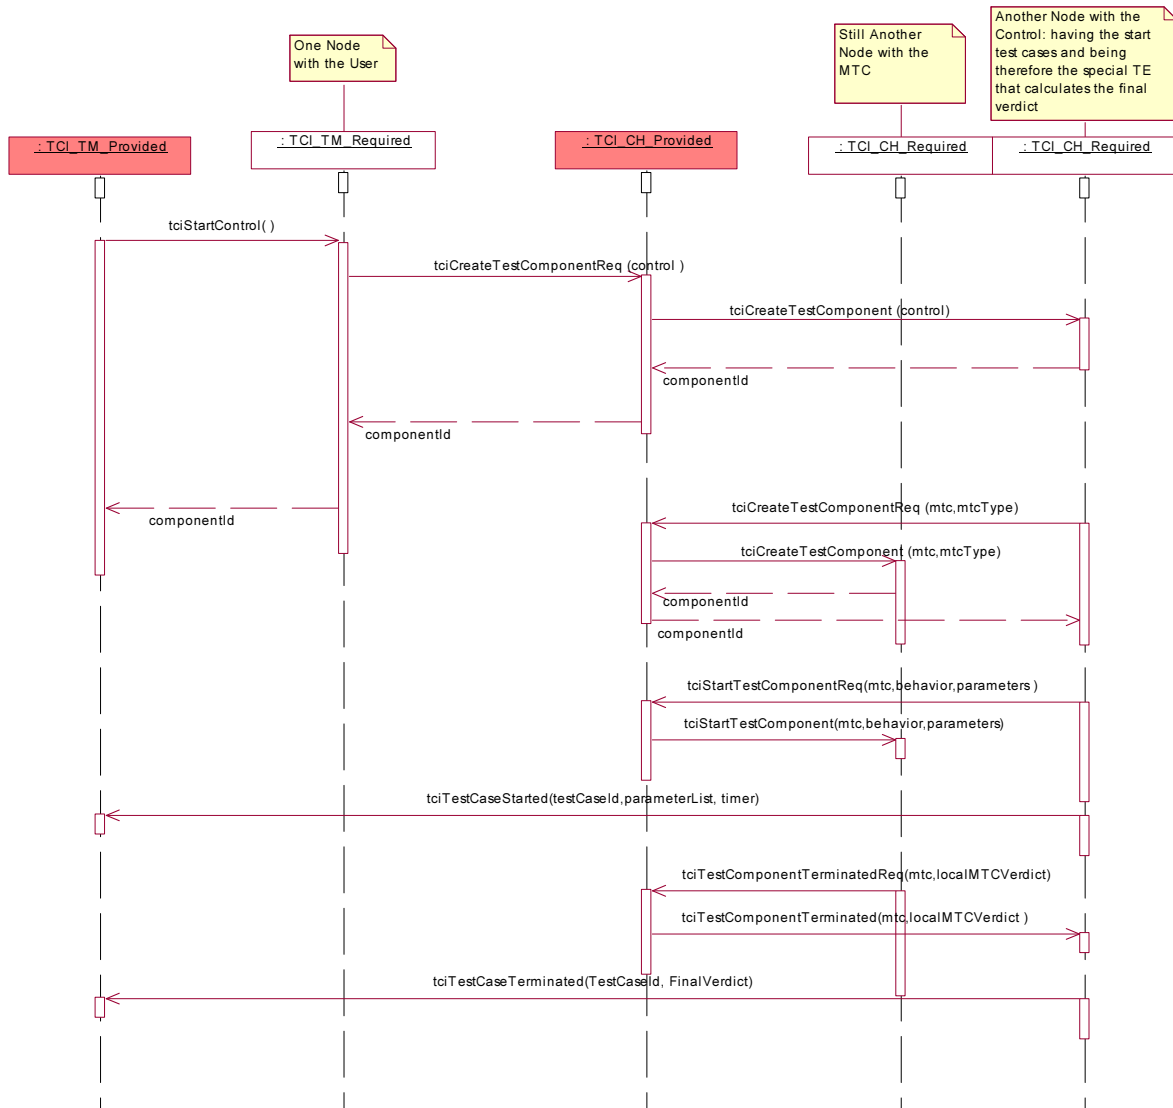 One Node
with the User
Still Another
Node with the
MTC
Another Node with the
Control: having the start
test cases and being
therefore the special TE
that calculates the final
verdict
: TCI_TM_Provided
: TCI_TM_Required
: TCI_CH_Provided
: TCI_CH_Required
: TCI_CH_Required
tciStartControl( )
tciCreateTestComponentReq (control )
tciCreateTestComponent (control)
componentId
componentId
componentId
tciCreateTestComponentReq (mtc,mtcType)
tciCreateTestComponent (mtc,mtcType)
componentId
componentId
tciStartTestComponentReq(mtc,behavior,parameters )
tciStartTestComponent(mtc,behavior,parameters)
tciTestCaseStarted(testCaseId,parameterList, timer)
tciTestComponentTerminatedReq(mtc,localMTCVerdict)
tciTestComponentTerminated(mtc,localMTCVerdict )
tciTestCaseTerminated(TestCaseId, FinalVerdict)